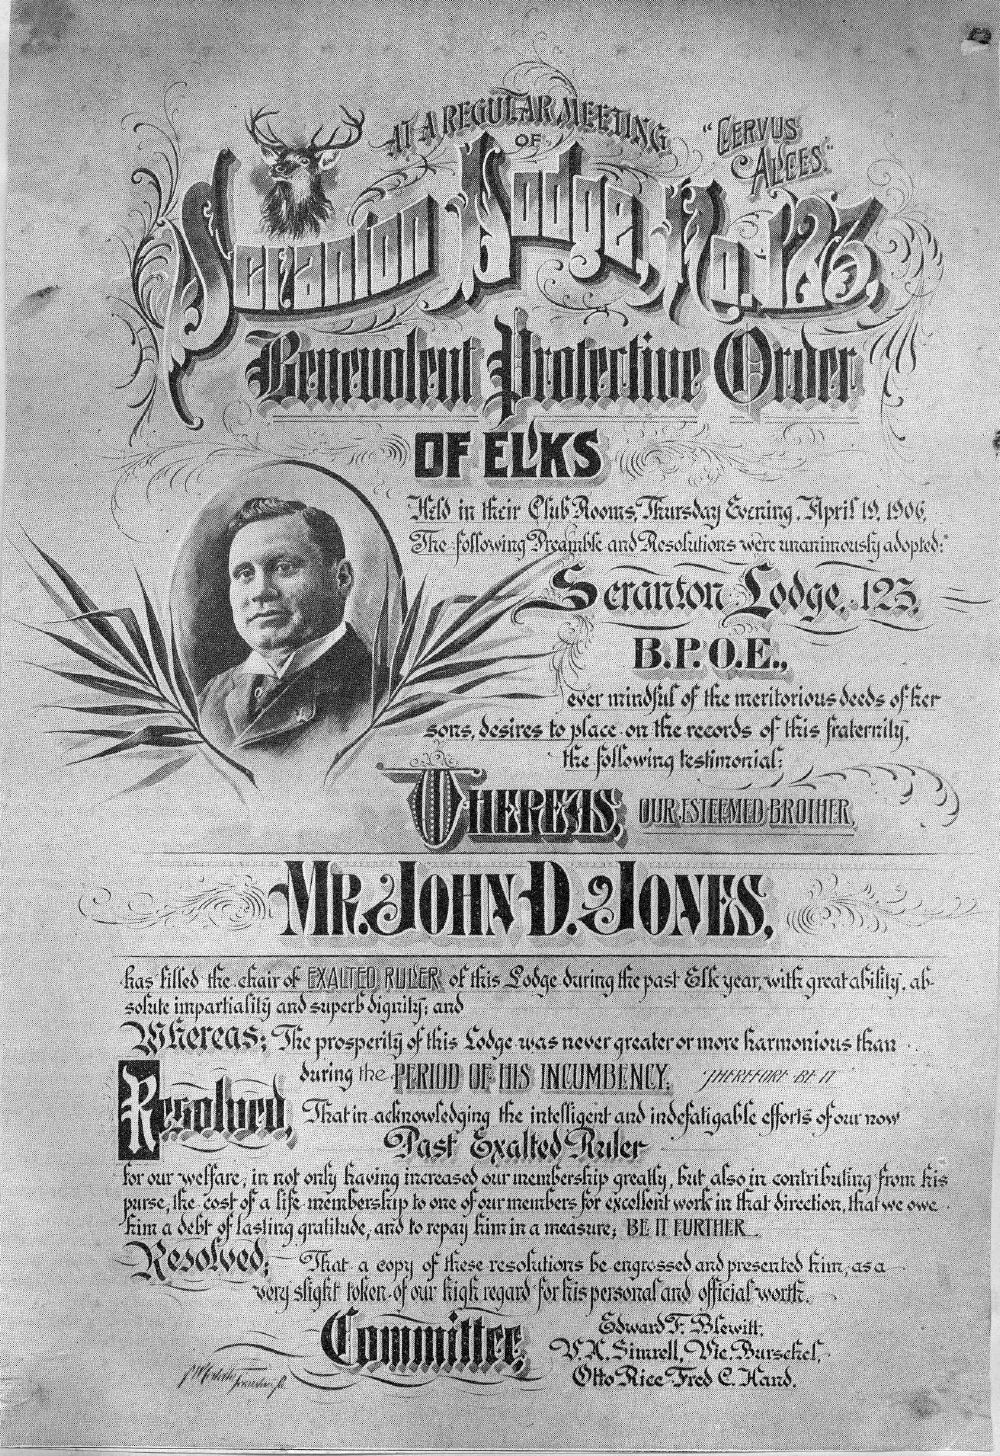 AT A REGULAR MEETING
OF
"CERVUS
ALCES."
Scranton Lodge, No. 123,
Benevolent Protective Order
OF ELKS
Held in their Club Rooms, Thursday Evening, April 19, 1906,
The following Preamble and Resolutions were unanimously adopted:
Scranton Lodge, 123,
B.P.O.E.,
ever mindful of the meritorious deeds of her
sons, desires to place on the records of this fraternity,
the following testimonial:
WHEREAS, OUR ESTEEMED BROTHER,
MR. JOHN D. JONES,
has filled the chair of EXALTED RULER of this Lodge during the past Elk year, with great ability, ab-
solute impartiality and superb dignity; and
Whereas; The prosperity of this Lodge was never greater or more harmonious than
during the PERIOD OF HIS INCUMBENCY; THEREFORE BE IT
Resolved, That in acknowledging the intelligent and indefatigable efforts of our now
Past Exalted Ruler
for our welfare, in not only having increased our membership greatly, but also in contributing from his
purse, the cost of a life membership to one of our members for excellent work in that direction, that we owe
him a debt of lasting gratitude, and to repay him in a measure; BE IT FURTHER
Resolved; That a copy of these resolutions be engrossed and presented him, as a
very slight token of our high regard for his personal and official worth.
Committee, Edward F. Blewitt,
V. A. Simrell, Vic. Burschel,
Otto Rice Fred C. Hand.